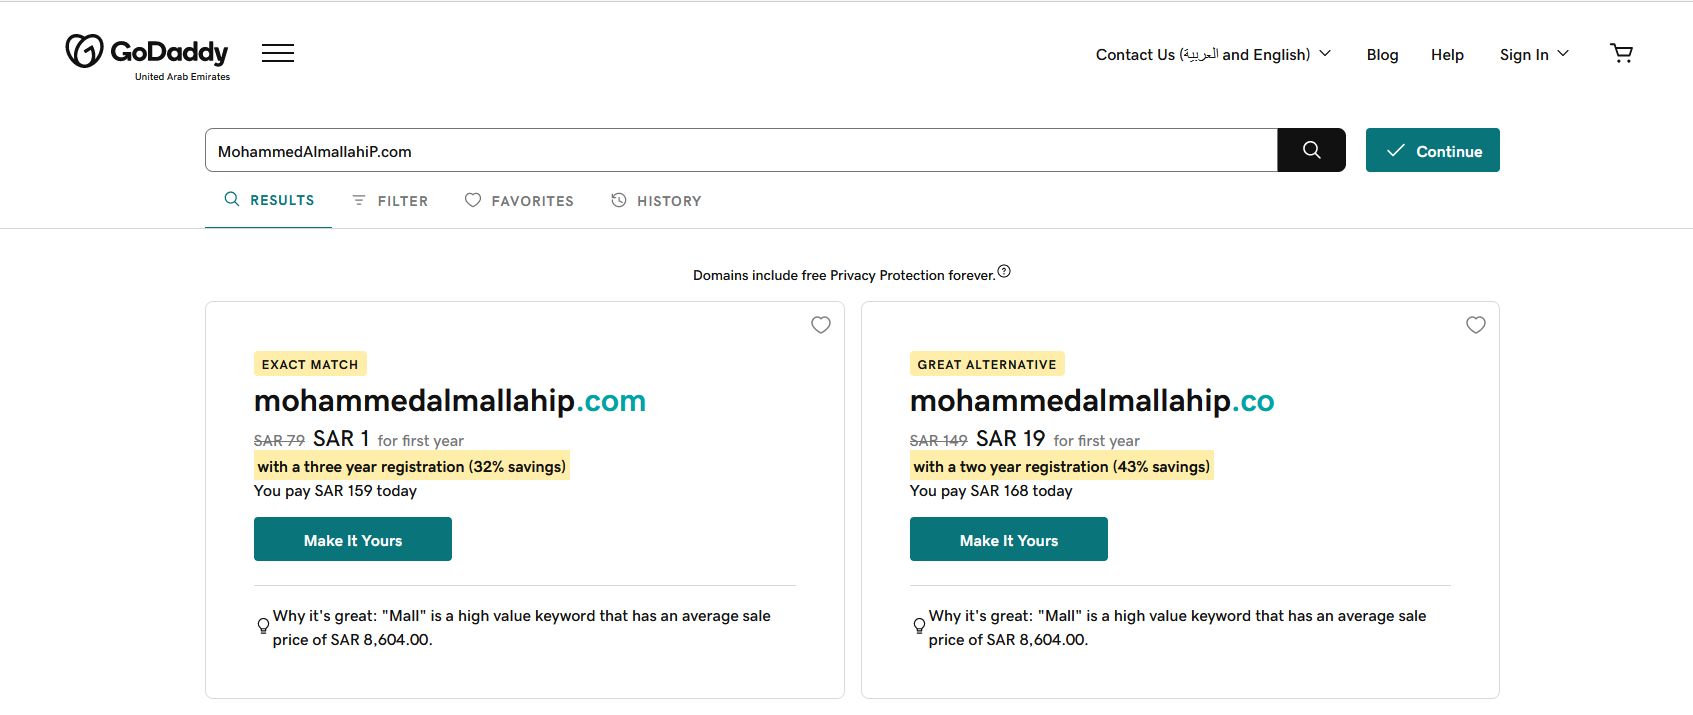 GoDaddy
United Arab Emirates
Contact Us (العربية and English)
Blog
Help
Sign In
MohammedAlmallahiP.com
Continue
RESULTS
FILTER
FAVORITES
HISTORY
Domains include free Privacy Protection forever.?
EXACT MATCH
mohammedalmallahip.com
SAR 79 SAR 1 for first year
with a three year registration (32% savings)
You pay SAR 159 today
Make It Yours
Why it's great: "Mall" is a high value keyword that has an average sale
price of SAR 8,604.00.
GREAT ALTERNATIVE
mohammedalmallahip.co
SAR 149 SAR 19 for first year
with a two year registration (43% savings)
You pay SAR 168 today
Make It Yours
Why it's great: "Mall" is a high value keyword that has an average sale
price of SAR 8,604.00.